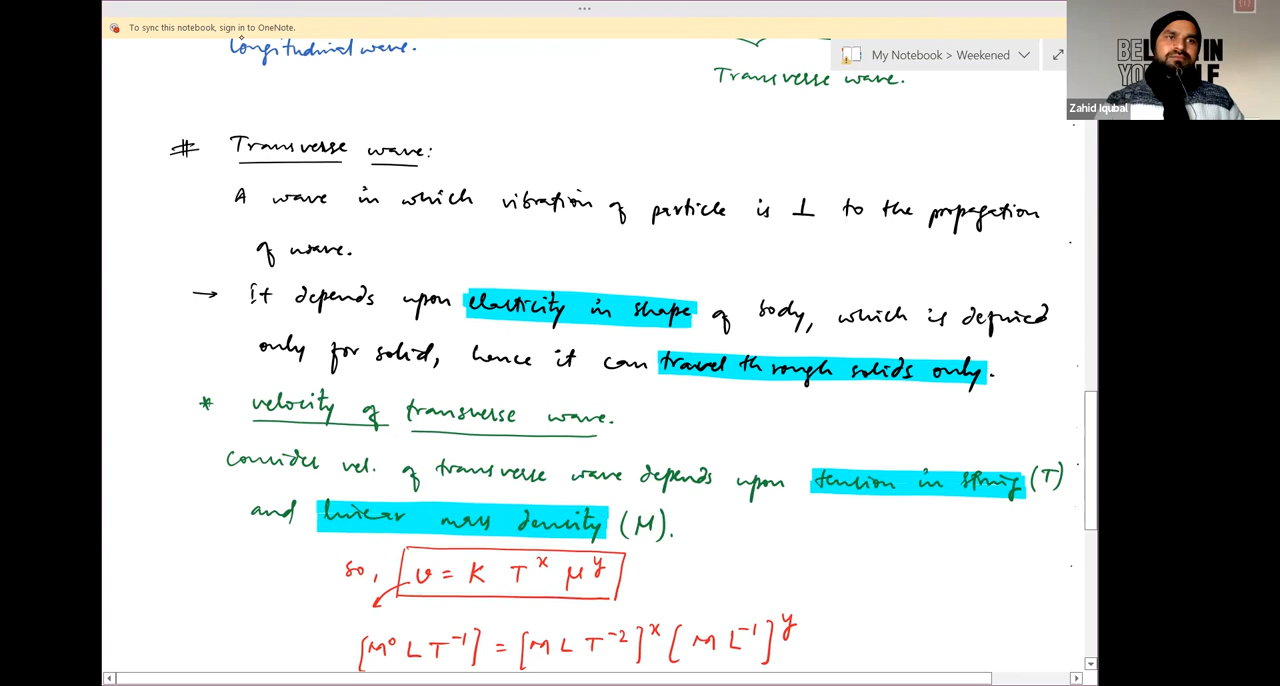 To sync this notebook, sign in to OneNote.
longitudinal wave.
My Notebook > Weekened
Transverse wave.
BELIEVE IN
YOURSELF
Zahid Iqubal
# Transverse wave:
A wave in which vibration of particle is ⊥ to the propagation
of wave.
→ It depends upon elasticity in shape of body, which is defined
only for solid, hence it can travel through solids only.
* velocity of transverse wave.
Consider vel. of transverse wave depends upon tension in string (T)
and linear mass density (μ).
so, v = K T^x μ^y
[M⁰ L T⁻¹] = [M L T⁻²]^x [M L⁻¹]^y